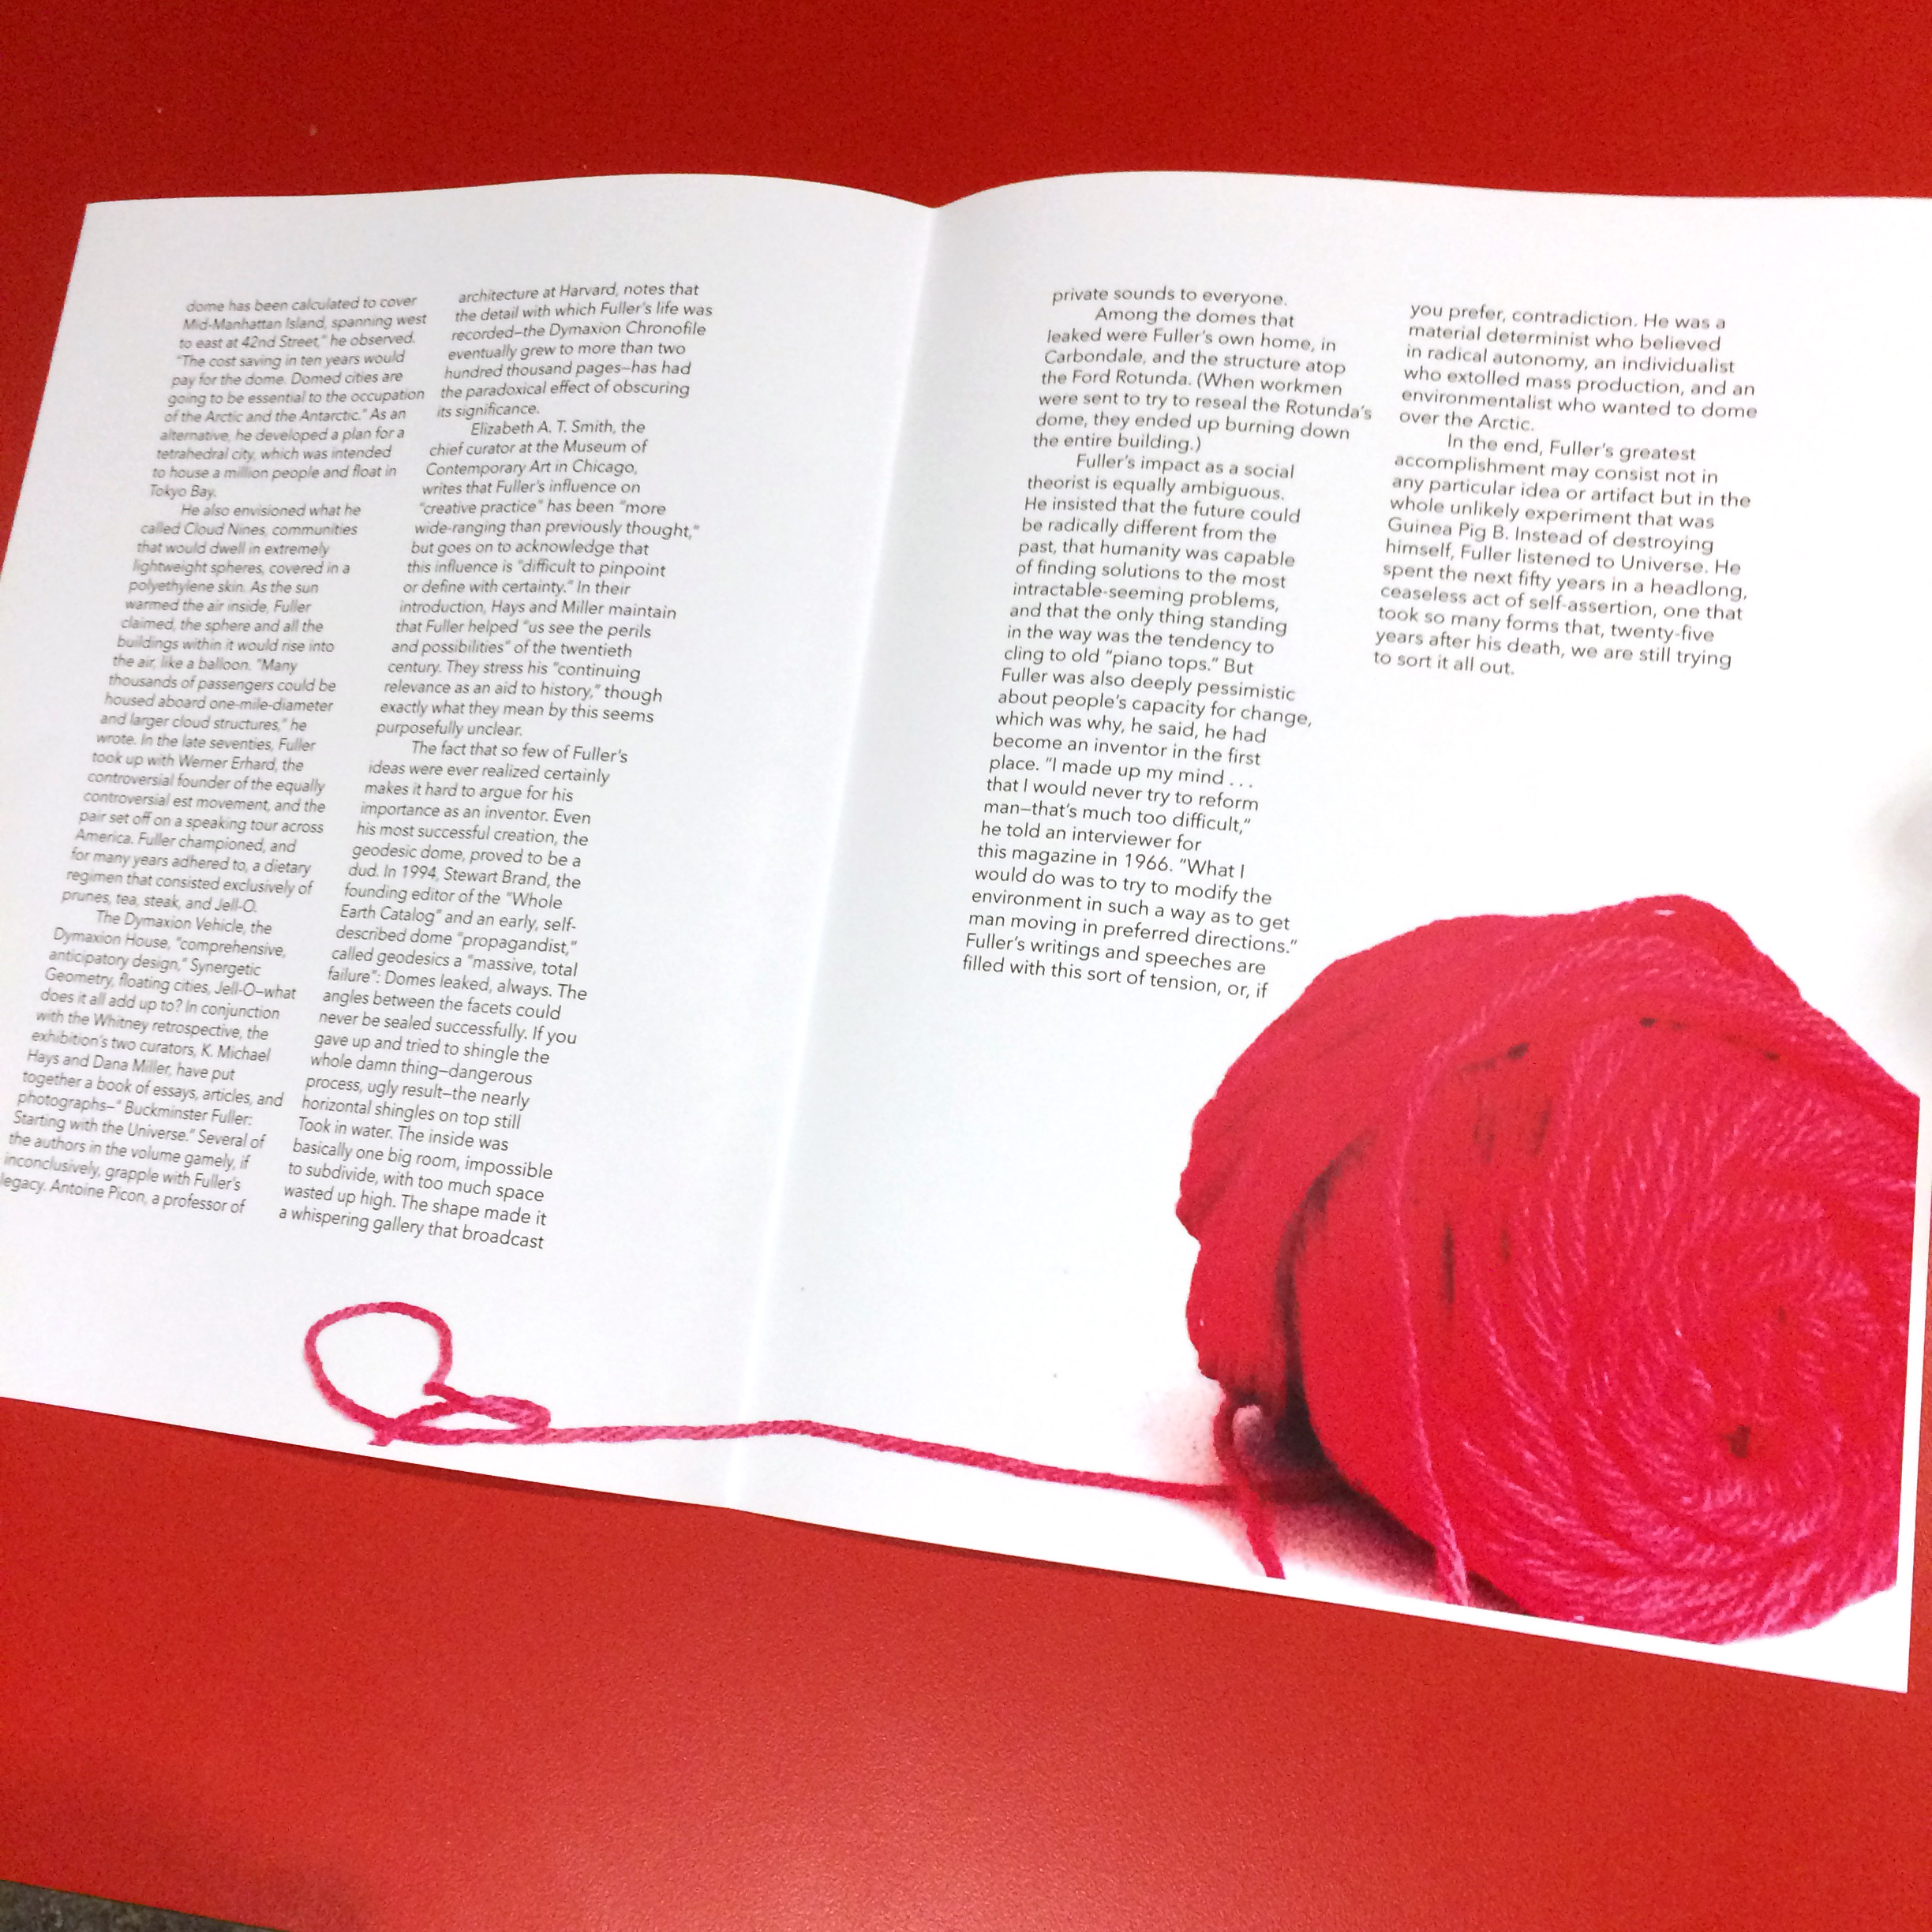 dome has been calculated to cover
Mid-Manhattan Island, spanning west
to east at 42nd Street," he observed.
"The cost saving in ten years would
pay for the dome. Domed cities are
going to be essential to the occupation
of the Arctic and the Antarctic." As an
alternative, he developed a plan for a
tetrahedral city, which was intended
to house a million people and float in
Tokyo Bay.
He also envisioned what he
called Cloud Nines, communities
that would dwell in extremely
lightweight spheres, covered in a
polyethylene skin. As the sun
warmed the air inside, Fuller
claimed, the sphere and all the
buildings within it would rise into
the air, like a balloon. "Many
thousands of passengers could be
housed aboard one-mile-diameter
and larger cloud structures," he
wrote. In the late seventies, Fuller
took up with Werner Erhard, the
controversial founder of the equally
controversial est movement, and the
pair set off on a speaking tour across
America. Fuller championed, and
for many years adhered to, a dietary
regimen that consisted exclusively of
prunes, tea, steak, and Jell-O.
The Dymaxion Vehicle, the
Dymaxion House, "comprehensive,
anticipatory design," Synergetic
Geometry, floating cities, Jell-O—what
does it all add up to? In conjunction
with the Whitney retrospective, the
exhibition's two curators, K. Michael
Hays and Dana Miller, have put
together a book of essays, articles, and
photographs—" Buckminster Fuller:
Starting with the Universe." Several of
the authors in the volume gamely, if
inconclusively, grapple with Fuller's
legacy. Antoine Picon, a professor of
architecture at Harvard, notes that
the detail with which Fuller's life was
recorded—the Dymaxion Chronofile
eventually grew to more than two
hundred thousand pages—has had
the paradoxical effect of obscuring
its significance.
Elizabeth A. T. Smith, the
chief curator at the Museum of
Contemporary Art in Chicago,
writes that Fuller's influence on
"creative practice" has been "more
wide-ranging than previously thought,"
but goes on to acknowledge that
this influence is "difficult to pinpoint
or define with certainty." In their
introduction, Hays and Miller maintain
that Fuller helped "us see the perils
and possibilities" of the twentieth
century. They stress his "continuing
relevance as an aid to history," though
exactly what they mean by this seems
purposefully unclear.
The fact that so few of Fuller's
ideas were ever realized certainly
makes it hard to argue for his
importance as an inventor. Even
his most successful creation, the
geodesic dome, proved to be a
dud. In 1994, Stewart Brand, the
founding editor of the "Whole
Earth Catalog" and an early, self-
described dome "propagandist,"
called geodesics a "massive, total
failure": Domes leaked, always. The
angles between the facets could
never be sealed successfully. If you
gave up and tried to shingle the
whole damn thing—dangerous
process, ugly result—the nearly
horizontal shingles on top still
Took in water. The inside was
basically one big room, impossible
to subdivide, with too much space
wasted up high. The shape made it
a whispering gallery that broadcast
private sounds to everyone.
Among the domes that
leaked were Fuller's own home, in
Carbondale, and the structure atop
the Ford Rotunda. (When workmen
were sent to try to reseal the Rotunda's
dome, they ended up burning down
the entire building.)
Fuller's impact as a social
theorist is equally ambiguous.
He insisted that the future could
be radically different from the
past, that humanity was capable
of finding solutions to the most
intractable-seeming problems,
and that the only thing standing
in the way was the tendency to
cling to old "piano tops." But
Fuller was also deeply pessimistic
about people's capacity for change,
which was why, he said, he had
become an inventor in the first
place. "I made up my mind . . .
that I would never try to reform
man—that's much too difficult,"
he told an interviewer for
this magazine in 1966. "What I
would do was to try to modify the
environment in such a way as to get
man moving in preferred directions."
Fuller's writings and speeches are
filled with this sort of tension, or, if
you prefer, contradiction. He was a
material determinist who believed
in radical autonomy, an individualist
who extolled mass production, and an
environmentalist who wanted to dome
over the Arctic.
In the end, Fuller's greatest
accomplishment may consist not in
any particular idea or artifact but in the
whole unlikely experiment that was
Guinea Pig B. Instead of destroying
himself, Fuller listened to Universe. He
spent the next fifty years in a headlong,
ceaseless act of self-assertion, one that
took so many forms that, twenty-five
years after his death, we are still trying
to sort it all out.